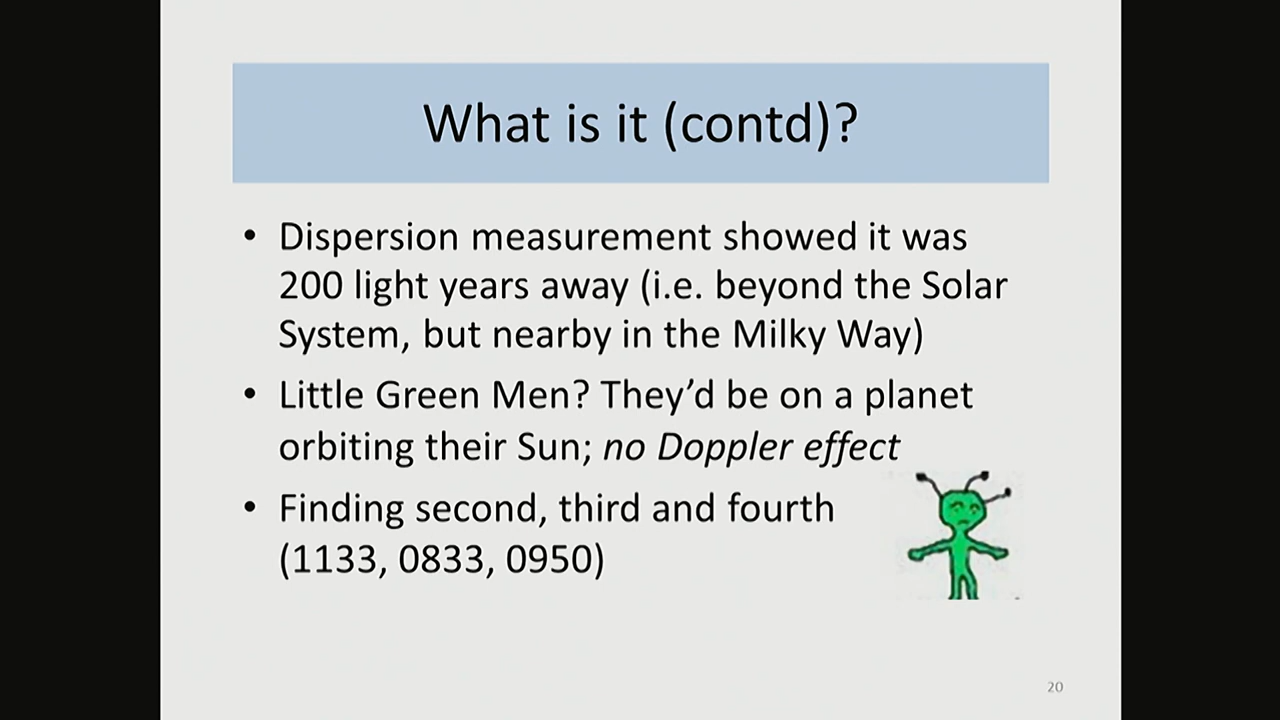 What is it (contd)?
• Dispersion measurement showed it was
200 light years away (i.e. beyond the Solar
System, but nearby in the Milky Way)
• Little Green Men? They’d be on a planet
orbiting their Sun; no Doppler effect
• Finding second, third and fourth
(1133, 0833, 0950)
20